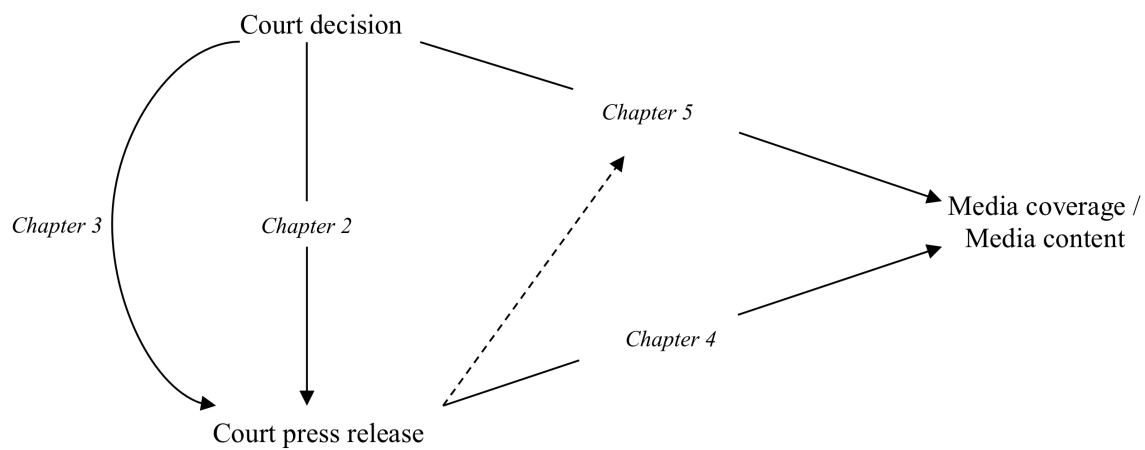 Court decision
Chapter 5
Media coverage /
Media content
Chapter 3
Chapter 2
Chapter 4
Court press release